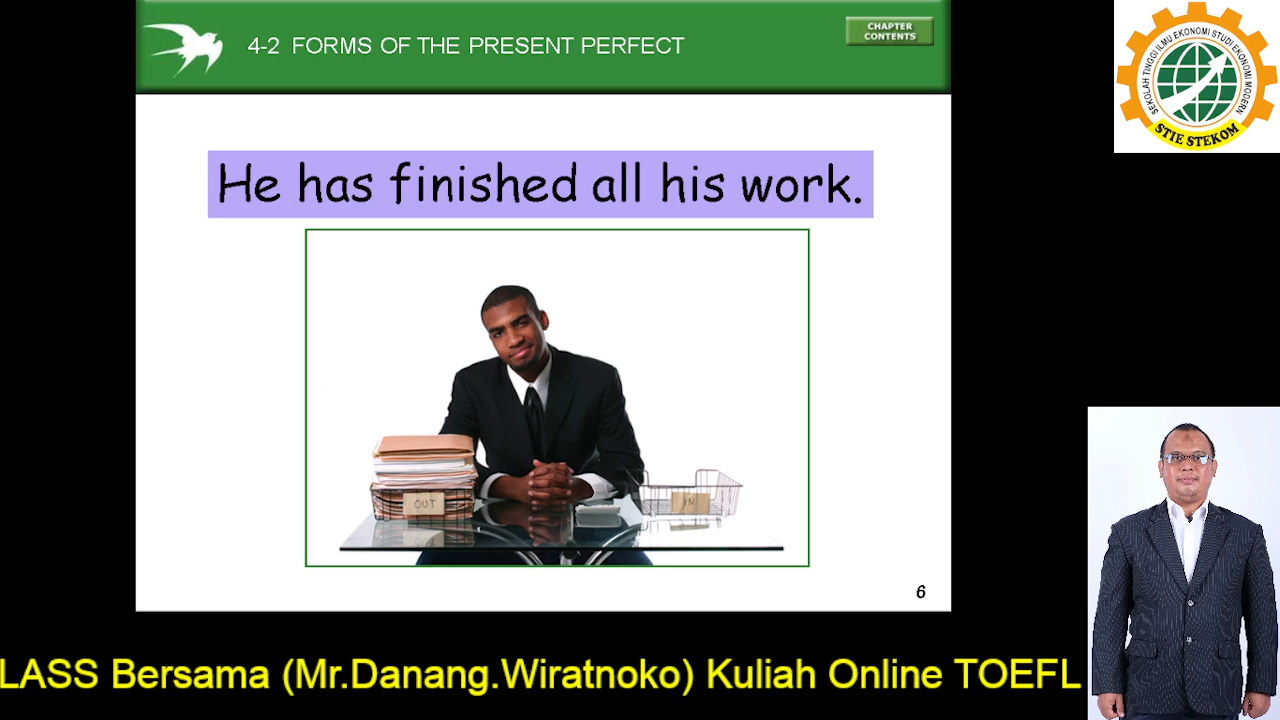 4-2 FORMS OF THE PRESENT PERFECT
CHAPTER
CONTENTS
SEKOLAH TINGGI ILMU EKONOMI STUDI EKONOMI MODERN
STIE STEKOM
He has finished all his work.
OUT
IN
6
LASS Bersama (Mr.Danang.Wiratnoko) Kuliah Online TOEFL